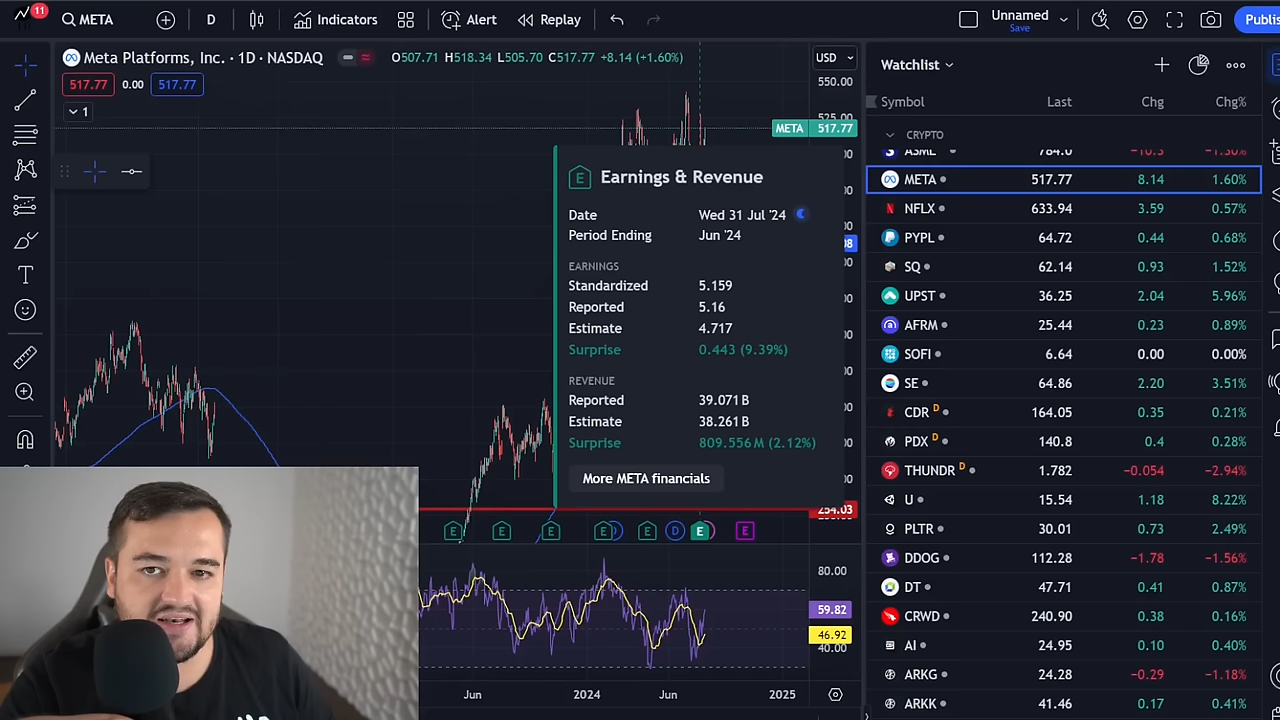 11
META
D
Indicators
Alert
Replay
Unnamed
Save
Publis
Meta Platforms, Inc. · 1D · NASDAQ
O507.71 H518.34 L505.70 C517.77 +8.14 (+1.60%)
USD
517.77 0.00 517.77
1
550.00
525.00
META 517.77
Earnings & Revenue
Date Wed 31 Jul '24
Period Ending Jun '24
EARNINGS
Standardized 5.159
Reported 5.16
Estimate 4.717
Surprise 0.443 (9.39%)
REVENUE
Reported 39.071 B
Estimate 38.261 B
Surprise 809.556 M (2.12%)
More META financials
254.03
E E E E E D E E
80.00
59.82
46.92
40.00
Jun 2024 Jun 2025
Watchlist
Symbol Last Chg Chg%
CRYPTO
ASML 784.0 −10.3 −1.30%
META 517.77 8.14 1.60%
NFLX 633.94 3.59 0.57%
PYPL 64.72 0.44 0.68%
SQ 62.14 0.93 1.52%
UPST 36.25 2.04 5.96%
AFRM 25.44 0.23 0.89%
SOFI 6.64 0.00 0.00%
SE 64.86 2.20 3.51%
CDR D 164.05 0.35 0.21%
PDX D 140.8 0.4 0.28%
THUNDR D 1.782 −0.054 −2.94%
U 15.54 1.18 8.22%
PLTR 30.01 0.73 2.49%
DDOG 112.28 −1.78 −1.56%
DT 47.71 0.41 0.87%
CRWD 240.90 0.38 0.16%
AI 24.95 0.10 0.40%
ARKG 24.28 −0.29 −1.18%
ARKK 41.46 0.17 0.41%